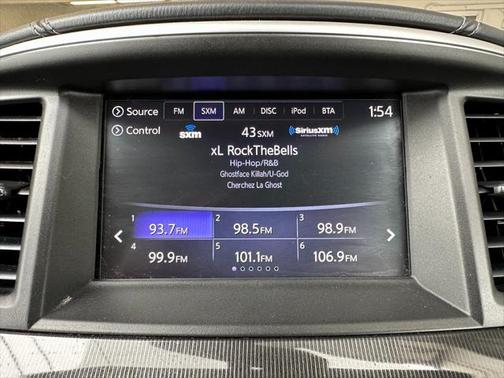 Source FM SXM AM DISC iPod BTA 1:54
Control sxm 43 SXM SiriusXM
SATELLITE RADIO
xL RockTheBells
Hip-Hop/R&B
Ghostface Killah/U-God
Cherchez La Ghost
1 93.7FM 2 98.5FM 3 98.9FM
4 99.9FM 5 101.1FM 6 106.9FM